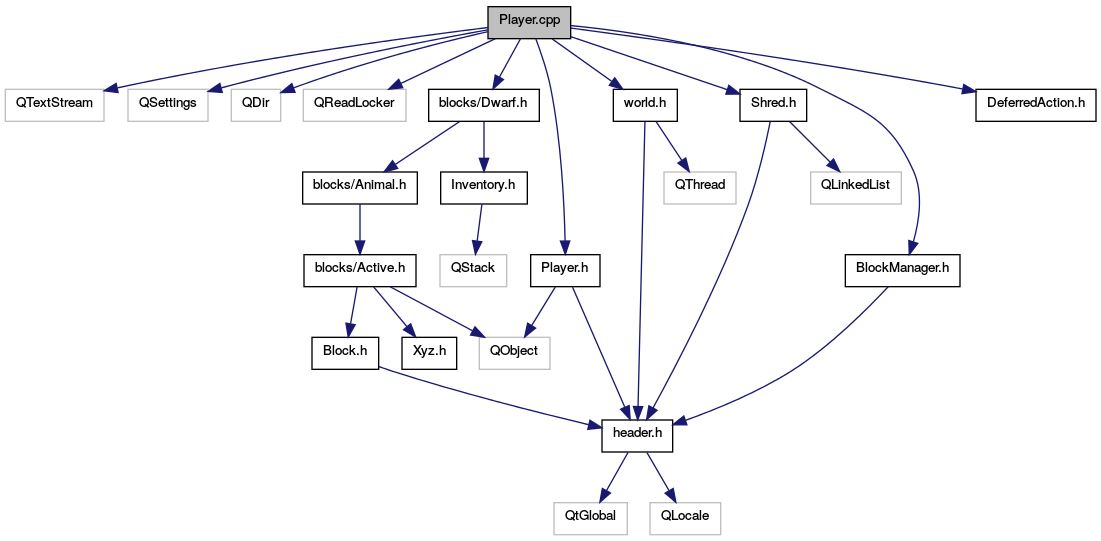 Player.cpp
QTextStream
QSettings
QDir
QReadLocker
blocks/Dwarf.h
world.h
Shred.h
DeferredAction.h
blocks/Animal.h
Inventory.h
QThread
QLinkedList
blocks/Active.h
QStack
Player.h
BlockManager.h
Block.h
Xyz.h
QObject
header.h
QtGlobal
QLocale